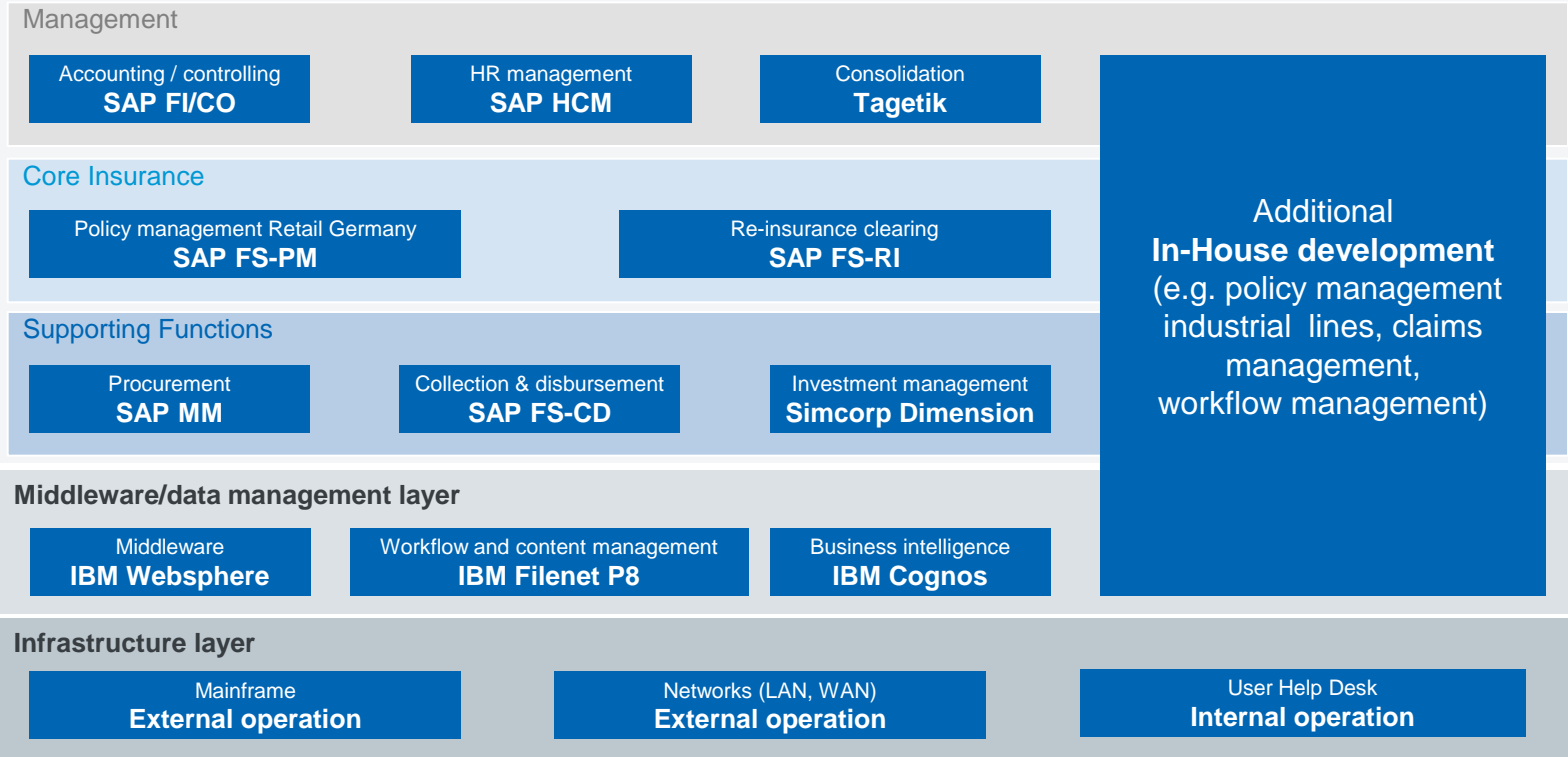 Management
Accounting / controlling
SAP FI/CO
HR management
SAP HCM
Consolidation
Tagetik
Core Insurance
Policy management Retail Germany
SAP FS-PM
Re-insurance clearing
SAP FS-RI
Supporting Functions
Procurement
SAP MM
Collection & disbursement
SAP FS-CD
Investment management
Simcorp Dimension
Additional
In-House development
(e.g. policy management
industrial lines, claims
management,
workflow management)
Middleware/data management layer
Middleware
IBM Websphere
Workflow and content management
IBM Filenet P8
Business intelligence
IBM Cognos
Infrastructure layer
Mainframe
External operation
Networks (LAN, WAN)
External operation
User Help Desk
Internal operation